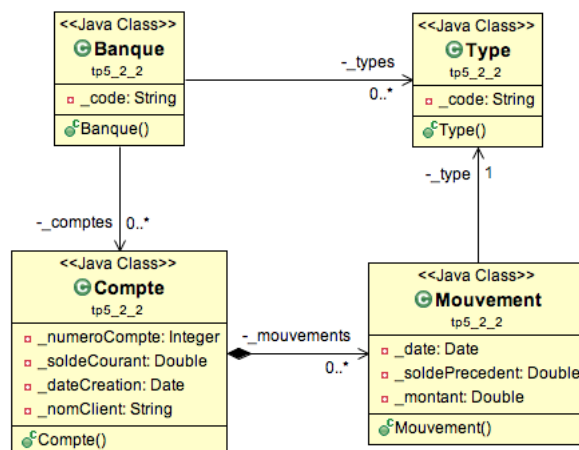 <<Java Class>>
Banque
tp5_2_2
_code: String
Banque()
-_types
0..*
<<Java Class>>
Type
tp5_2_2
_code: String
Type()
-_comptes
0..*
-_type
1
<<Java Class>>
Compte
tp5_2_2
_numeroCompte: Integer
_soldeCourant: Double
_dateCreation: Date
_nomClient: String
Compte()
-_mouvements
0..*
<<Java Class>>
Mouvement
tp5_2_2
_date: Date
_soldePrecedent: Double
_montant: Double
Mouvement()